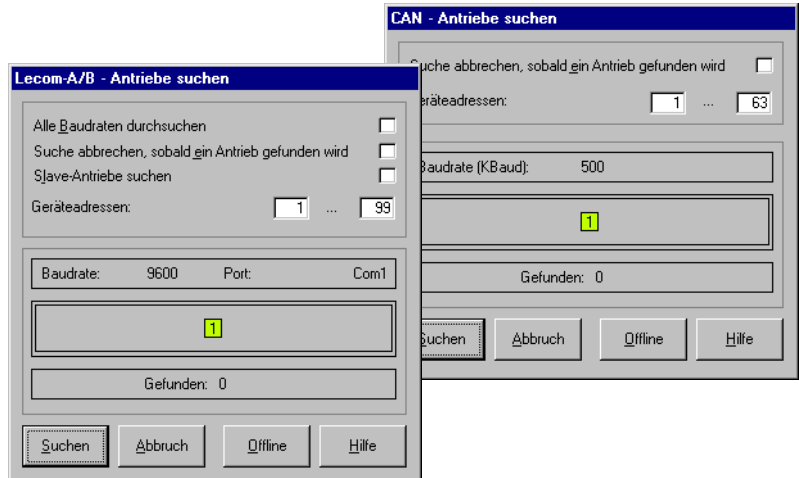 CAN - Antriebe suchen
Suche abbrechen, sobald ein Antrieb gefunden wird
Geräteadressen: 1 ... 63
Baudrate (KBaud): 500
1
Gefunden: 0
Suchen Abbruch Offline Hilfe
Lecom-A/B - Antriebe suchen
Alle Baudraten durchsuchen
Suche abbrechen, sobald ein Antrieb gefunden wird
Slave-Antriebe suchen
Geräteadressen: 1 ... 99
Baudrate: 9600 Port: Com1
1
Gefunden: 0
Suchen Abbruch Offline Hilfe